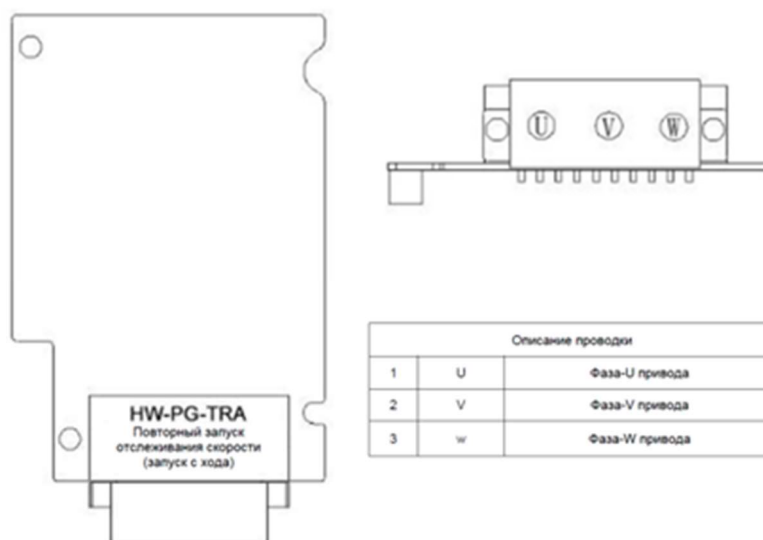 U V W
Описание проводки
1 U Фаза-U привода
2 V Фаза-V привода
3 w Фаза-W привода
HW-PG-TRA
Повторный запуск
отслеживания скорости
(запуск с хода)